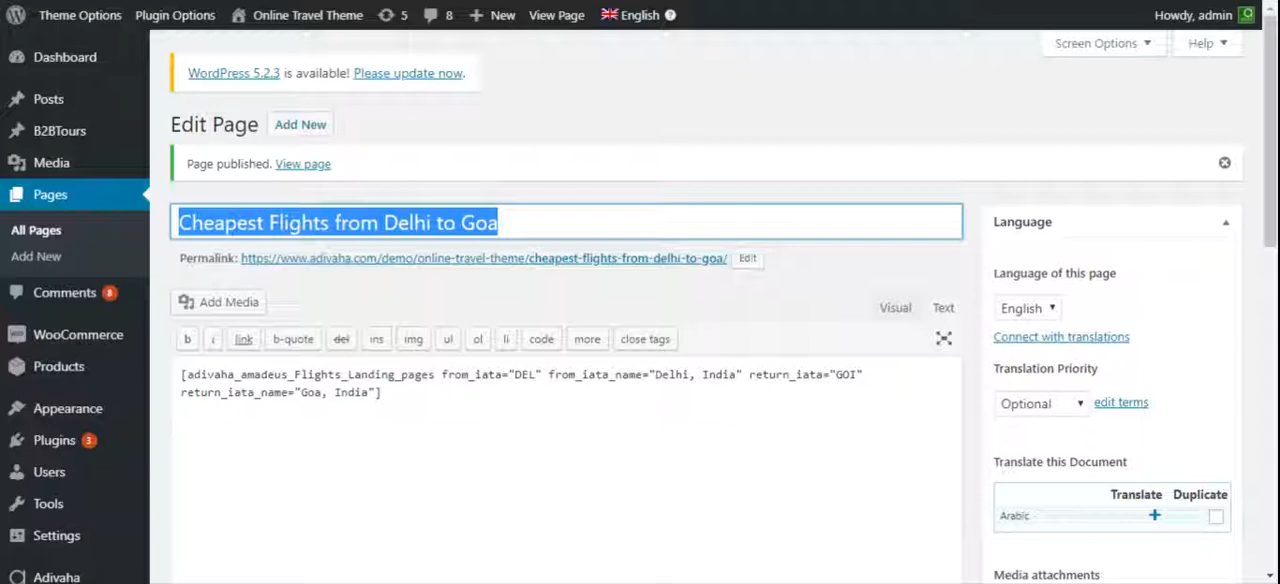 Theme Options Plugin Options Online Travel Theme 5 8 New View Page English Howdy, admin
Screen Options Help
Dashboard
Posts
B2BTours
Media
Pages
All Pages
Add New
Comments 8
WooCommerce
Products
Appearance
Plugins 3
Users
Tools
Settings
Adivaha
WordPress 5.2.3 is available! Please update now.
Edit Page Add New
Page published. View page
Cheapest Flights from Delhi to Goa
Permalink: https://www.adivaha.com/demo/online-travel-theme/cheapest-flights-from-delhi-to-goa/ Edit
Add Media Visual Text
b i link b-quote del ins img ul ol li code more close tags
[adivaha_amadeus_Flights_Landing_pages from_iata="DEL" from_iata_name="Delhi, India" return_iata="GOI"
return_iata_name="Goa, India"]
Language
Language of this page
English
Connect with translations
Translation Priority
Optional edit terms
Translate this Document
Translate Duplicate
Arabic
Media attachments